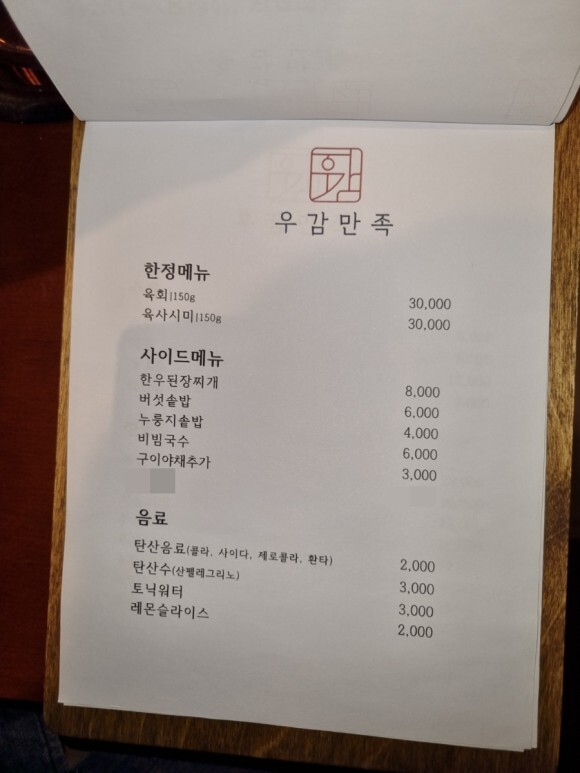 우감만족
한정메뉴
육회|150g 30,000
육사시미|150g 30,000
사이드메뉴
한우된장찌개 8,000
버섯솥밥 6,000
누룽지솥밥 4,000
비빔국수 6,000
구이야채추가 3,000
음료
탄산음료(콜라, 사이다, 제로콜라, 환타) 2,000
탄산수(산펠레그리노) 3,000
토닉워터 3,000
레몬슬라이스 2,000